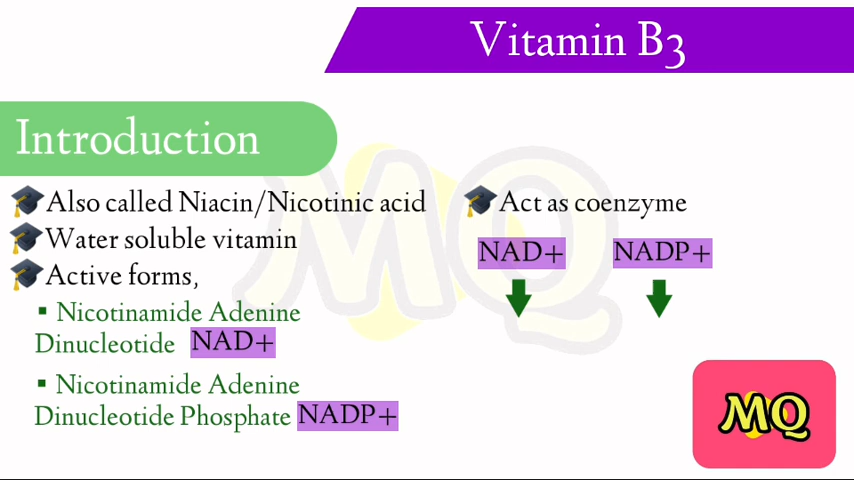 Vitamin B3
Introduction
Also called Niacin/Nicotinic acid
Water soluble vitamin
Active forms,
▪ Nicotinamide Adenine
Dinucleotide NAD+
▪ Nicotinamide Adenine
Dinucleotide Phosphate NADP+
Act as coenzyme
NAD+ NADP+
MQ
MQ